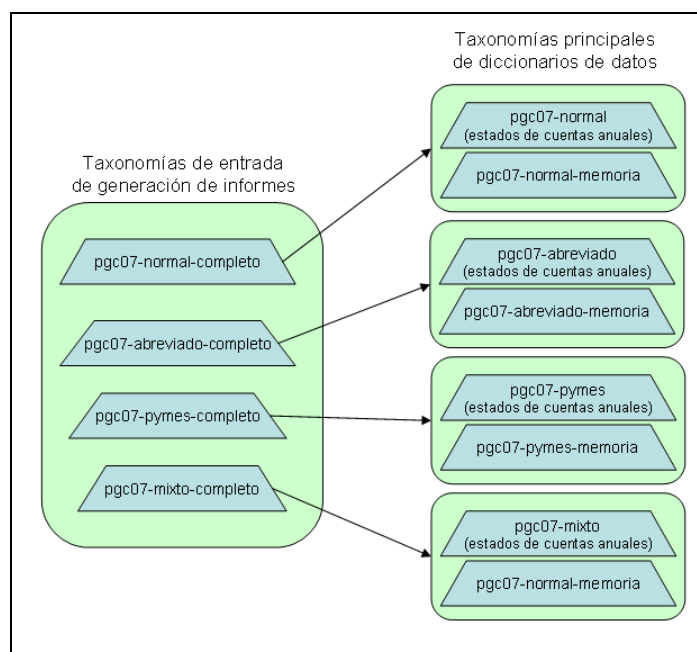 Taxonomías principales
de diccionarios de datos
pgc07-normal
(estados de cuentas anuales)
pgc07-normal-memoria
Taxonomías de entrada
de generación de informes
pgc07-normal-completo
pgc07-abreviado-completo
pgc07-pymes-completo
pgc07-mixto-completo
pgc07-abreviado
(estados de cuentas anuales)
pgc07-abreviado-memoria
pgc07-pymes
(estados de cuentas anuales)
pgc07-pymes-memoria
pgc07-mixto
(estados de cuentas anuales)
pgc07-normal-memoria